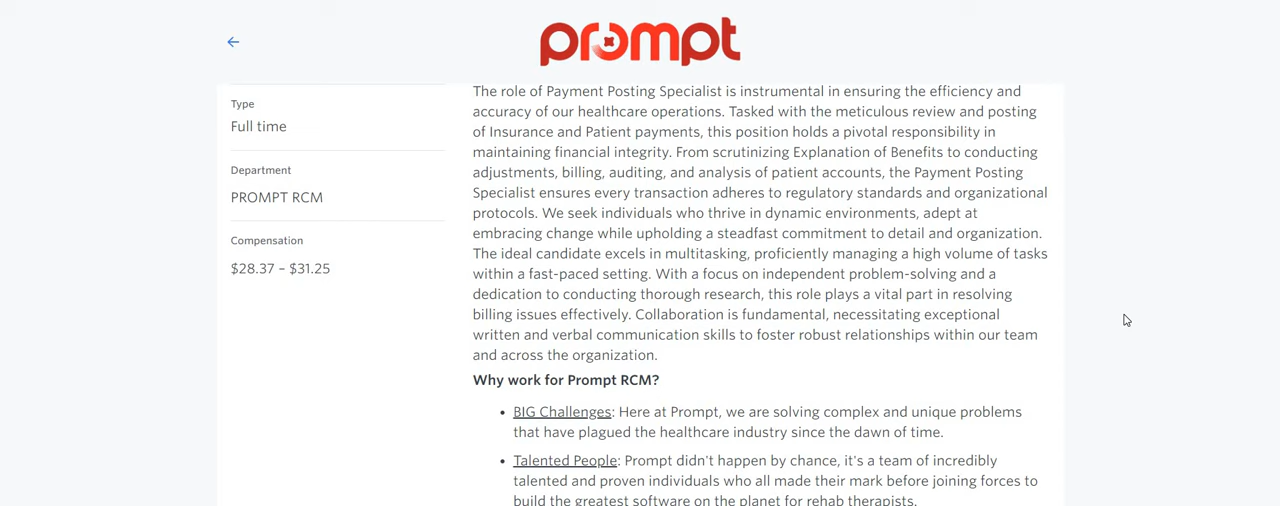 prompt
Type
Full time
Department
PROMPT RCM
Compensation
$28.37 – $31.25
The role of Payment Posting Specialist is instrumental in ensuring the efficiency and
accuracy of our healthcare operations. Tasked with the meticulous review and posting
of Insurance and Patient payments, this position holds a pivotal responsibility in
maintaining financial integrity. From scrutinizing Explanation of Benefits to conducting
adjustments, billing, auditing, and analysis of patient accounts, the Payment Posting
Specialist ensures every transaction adheres to regulatory standards and organizational
protocols. We seek individuals who thrive in dynamic environments, adept at
embracing change while upholding a steadfast commitment to detail and organization.
The ideal candidate excels in multitasking, proficiently managing a high volume of tasks
within a fast-paced setting. With a focus on independent problem-solving and a
dedication to conducting thorough research, this role plays a vital part in resolving
billing issues effectively. Collaboration is fundamental, necessitating exceptional
written and verbal communication skills to foster robust relationships within our team
and across the organization.
Why work for Prompt RCM?
• BIG Challenges: Here at Prompt, we are solving complex and unique problems
that have plagued the healthcare industry since the dawn of time.
• Talented People: Prompt didn't happen by chance, it's a team of incredibly
talented and proven individuals who all made their mark before joining forces to
build the greatest software on the planet for rehab therapists.